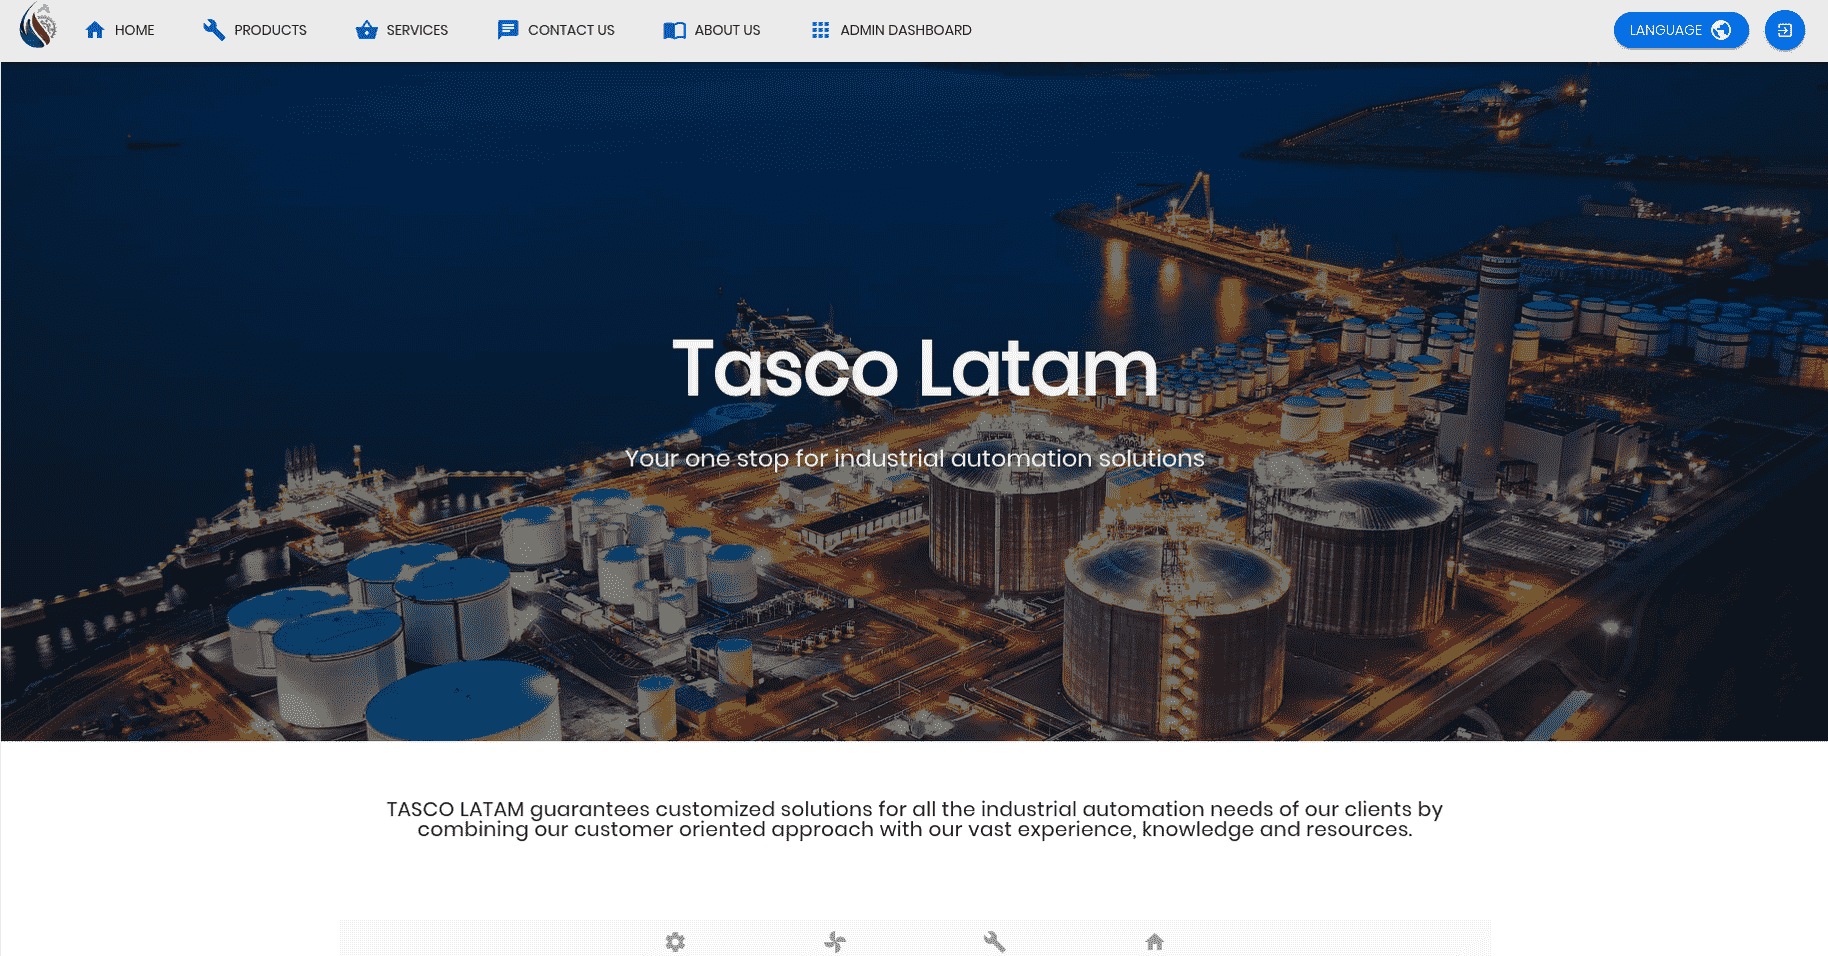 HOME PRODUCTS SERVICES CONTACT US ABOUT US ADMIN DASHBOARD LANGUAGE
Tasco Latam
Your one stop for industrial automation solutions
TASCO LATAM guarantees customized solutions for all the industrial automation needs of our clients by
combining our customer oriented approach with our vast experience, knowledge and resources.